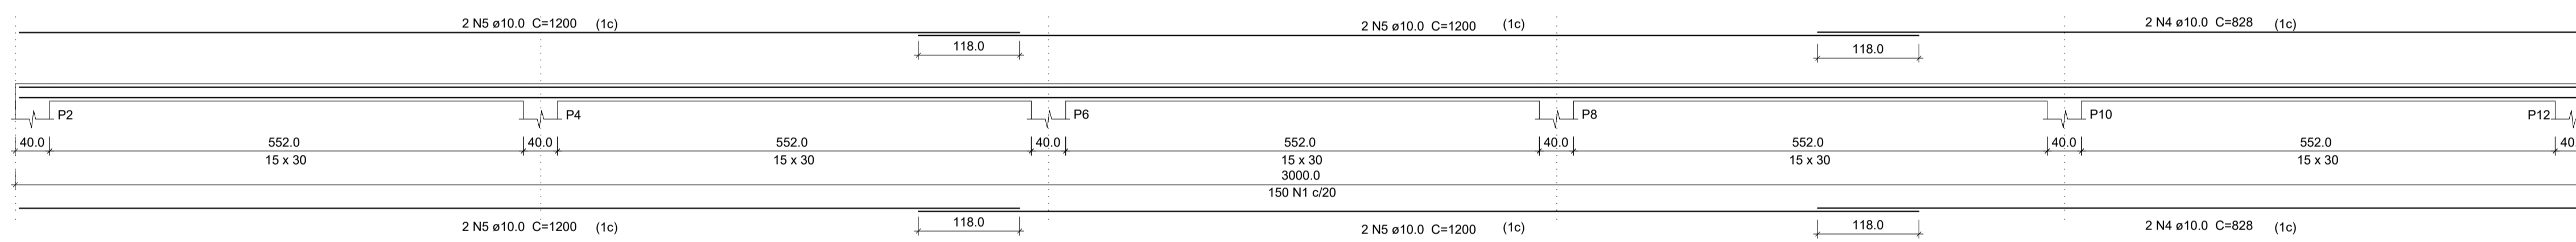 2 N5 ø10.0 C=1200 (1c) 2 N5 ø10.0 C=1200 (1c) 2 N4 ø10.0 C=828 (1c)
118.0 118.0
P2 P4 P6 P8 P10 P12
40.0 552.0 40.0 552.0 40.0 552.0 40.0 552.0 40.0 552.0 40.
15 x 30 15 x 30 15 x 30 15 x 30 15 x 30
3000.0
150 N1 c/20
118.0 118.0
2 N5 ø10.0 C=1200 (1c) 2 N5 ø10.0 C=1200 (1c) 2 N4 ø10.0 C=828 (1c)